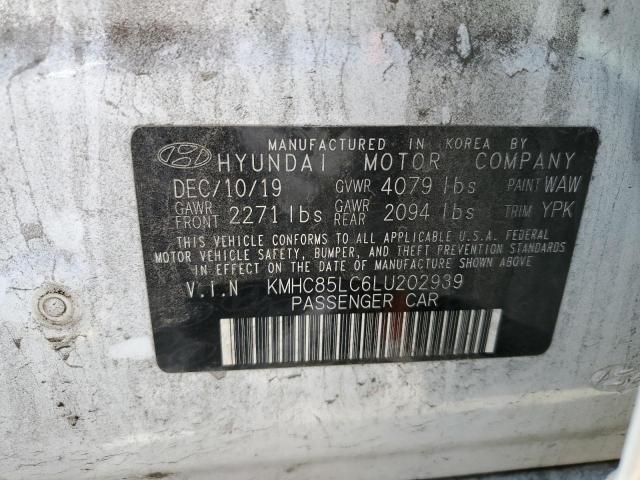 MANUFACTURED IN KOREA BY
HYUNDAI MOTOR COMPANY
DEC/10/19 GVWR 4079 lbs PAINT WAW
GAWR FRONT 2271 lbs GAWR REAR 2094 lbs TRIM YPK
THIS VEHICLE CONFORMS TO ALL APPLICABLE U.S.A. FEDERAL
MOTOR VEHICLE SAFETY, BUMPER, AND THEFT PREVENTION STANDARDS
IN EFFECT ON THE DATE OF MANUFACTURE SHOWN ABOVE
V.I.N KMHC85LC6LU202939
PASSENGER CAR